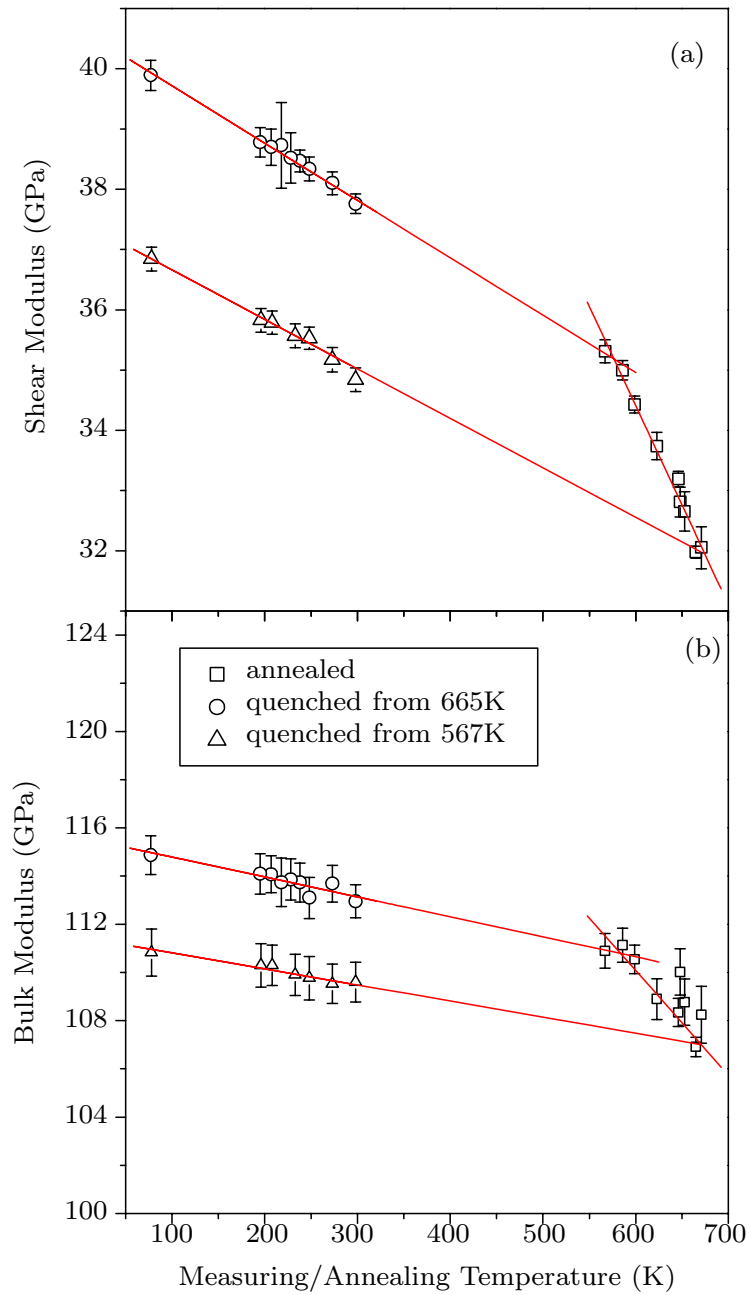 (a)
40
38
36
34
32
Shear Modulus (GPa)
(b)
124
120
116
112
108
104
100
Bulk Modulus (GPa)
annealed
quenched from 665K
quenched from 567K
100 200 300 400 500 600 700
Measuring/Annealing Temperature (K)